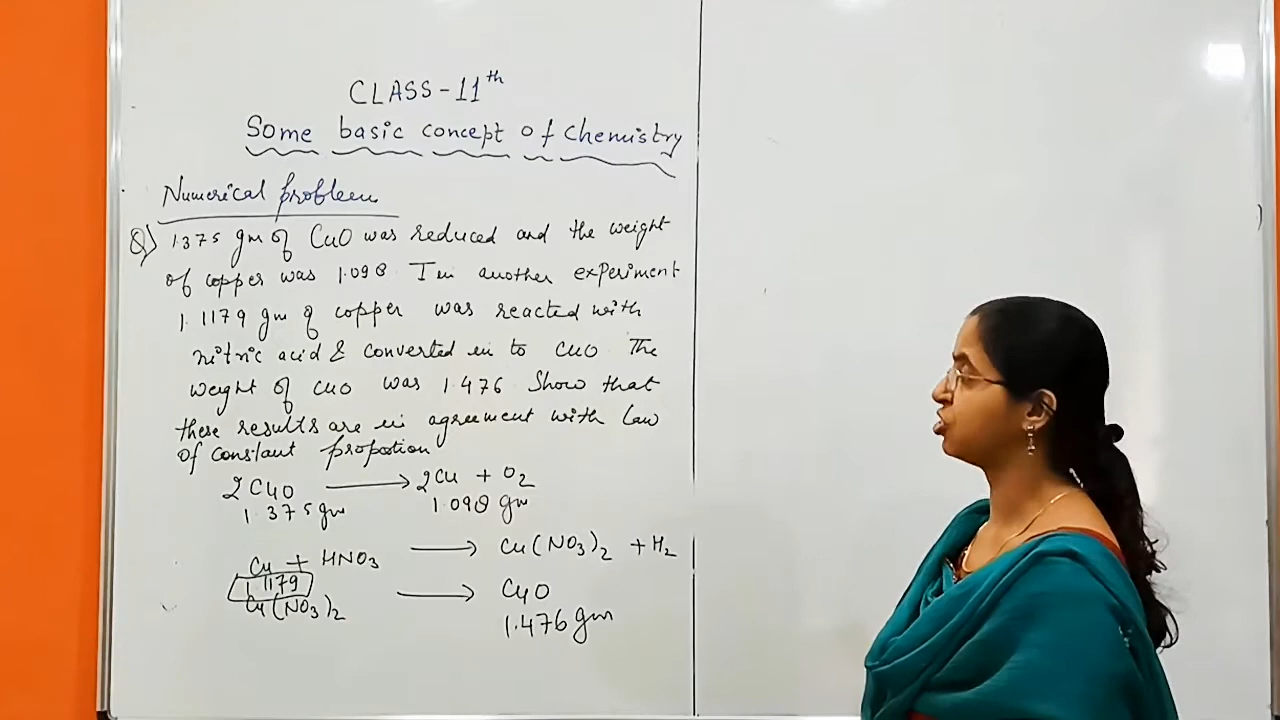 CLASS-11th
Some basic concept of Chemistry
Numerical problem
Q) 1.375 gm of CuO was reduced and the weight
of copper was 1.098 In another experiment
1.1179 gm of copper was reacted with
nitric acid & converted in to CuO The
weight of CuO was 1.476 Show that
these results are in agreement with law
of constant propotion
2CuO → 2Cu + O2
1.375 gm 1.098 gm
Cu + HNO3 → Cu(NO3)2 + H2
1.1179
Cu(NO3)2 → CuO
1.476 gm